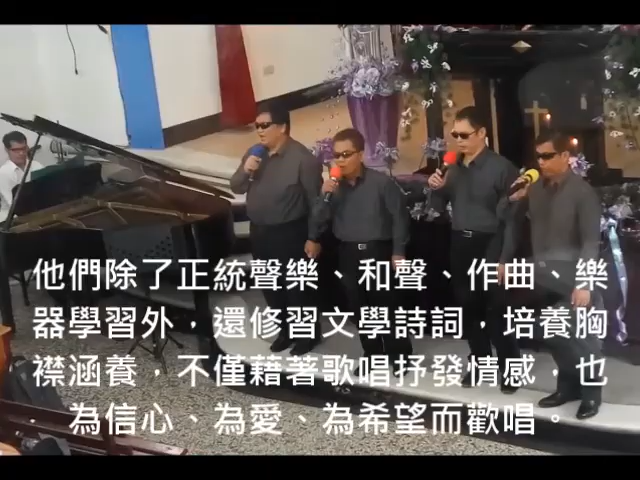 他們除了正統聲樂、和聲、作曲、樂
器學習外，還修習文學詩詞，培養胸
襟涵養，不僅藉著歌唱抒發情感，也
為信心、為愛、為希望而歡唱。